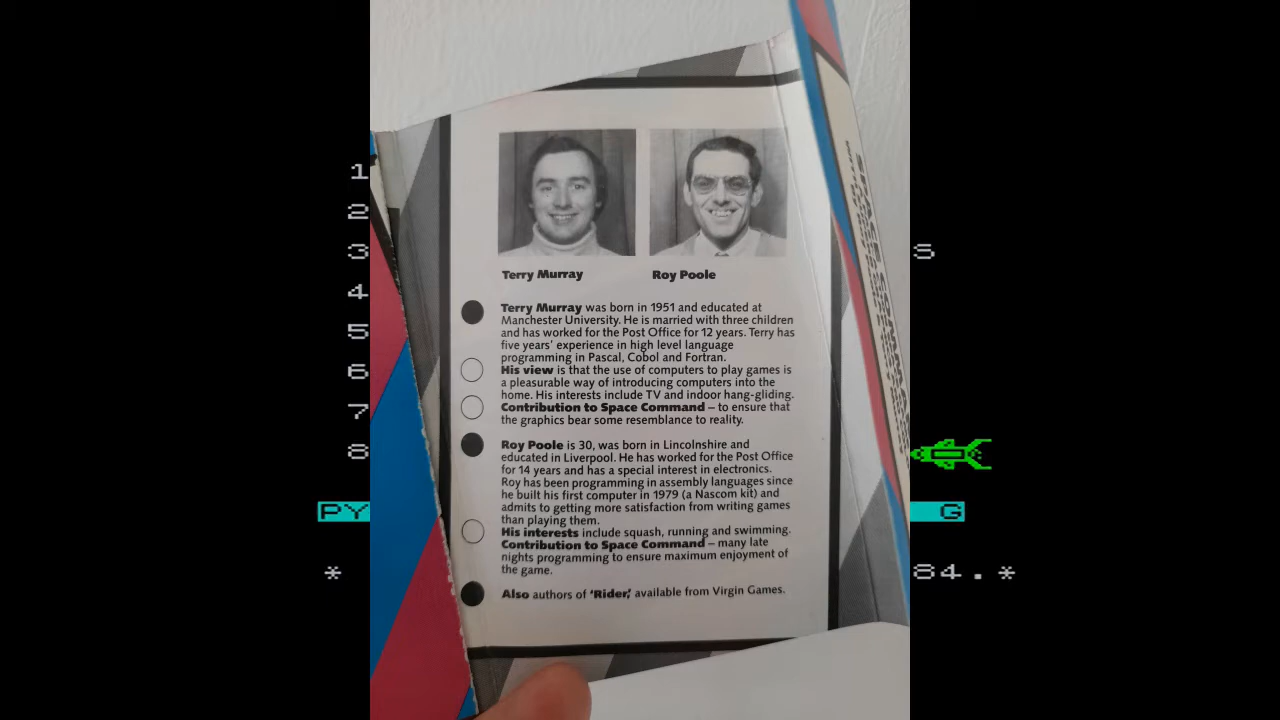 Terry Murray
Roy Poole
Terry Murray was born in 1951 and educated at
Manchester University. He is married with three children
and has worked for the Post Office for 12 years. Terry has
five years' experience in high level language
programming in Pascal, Cobol and Fortran.
His view is that the use of computers to play games is
a pleasurable way of introducing computers into the
home. His interests include TV and indoor hang-gliding.
Contribution to Space Command – to ensure that
the graphics bear some resemblance to reality.
Roy Poole is 30, was born in Lincolnshire and
educated in Liverpool. He has worked for the Post Office
for 14 years and has a special interest in electronics.
Roy has been programming in assembly languages since
he built his first computer in 1979 (a Nascom kit) and
admits to getting more satisfaction from writing games
than playing them.
His interests include squash, running and swimming.
Contribution to Space Command – many late
nights programming to ensure maximum enjoyment of
the game.
Also authors of 'Rider,' available from Virgin Games.
1
2
3 S
4
5
6
7
8
PY G
* 84.*